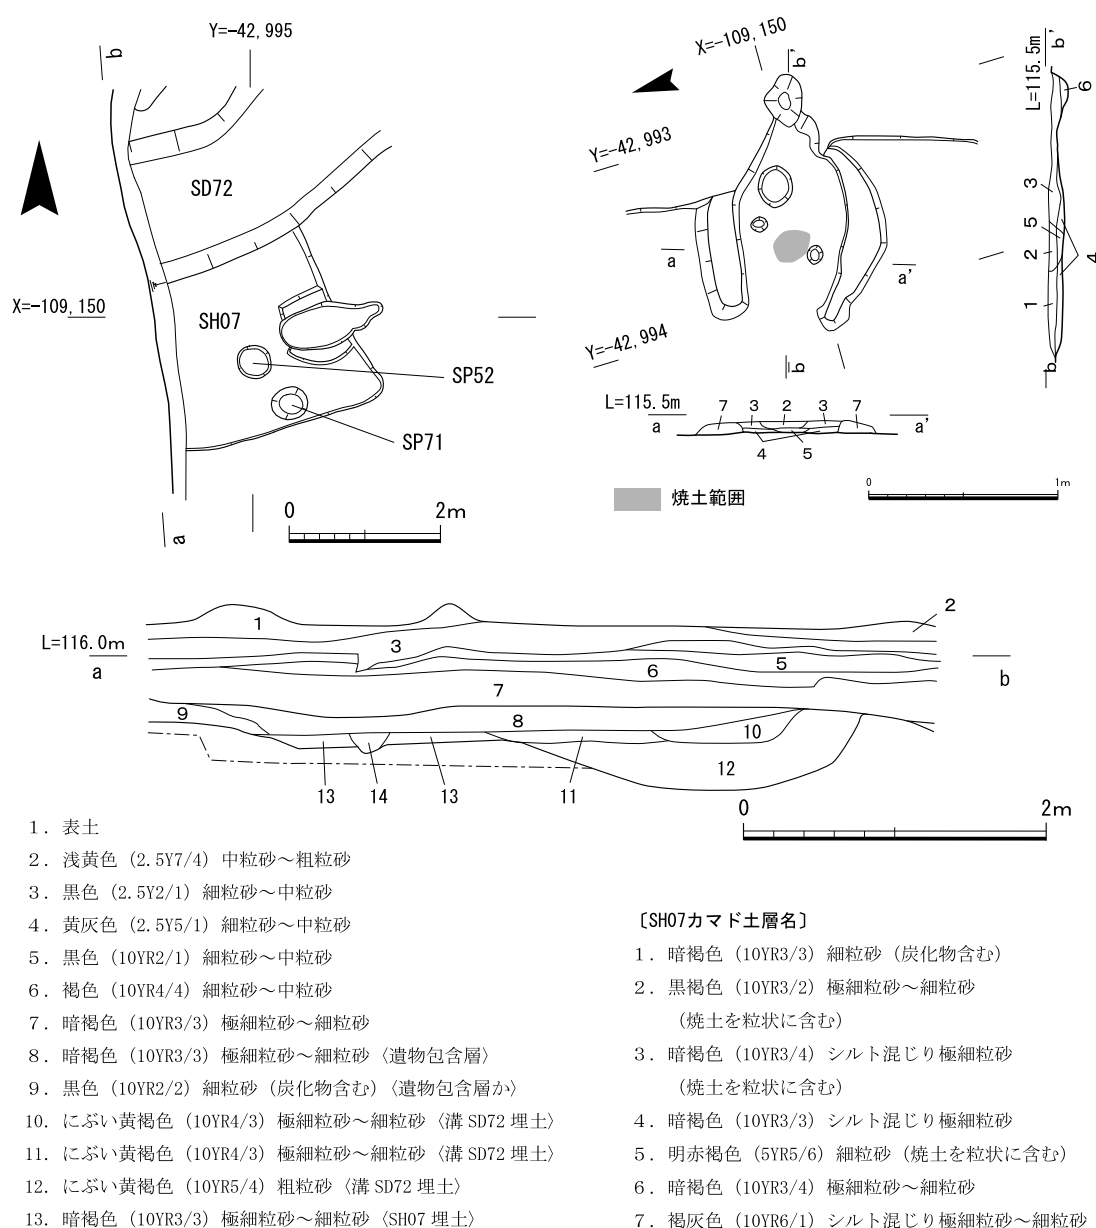 Y=-42,995
b
SD72
X=-109,150
SH07
SP52
SP71
a
0 2m
X=-109,150
b'
Y=-42,993
a
a'
Y=-42,994
b
L=115.5m
b'
6
3
5
2
4
1
b
L=115.5m
a
7 3 2 3 7
a'
4 5
焼土範囲
0 1m
L=116.0m
a
b
1
2
3
5
6
7
8
9
10
12
13 14 13 11
0 2m
1. 表土
2. 浅黄色 (2.5Y7/4) 中粒砂~粗粒砂
3. 黒色 (2.5Y2/1) 細粒砂~中粒砂
4. 黄灰色 (2.5Y5/1) 細粒砂~中粒砂
5. 黒色 (10YR2/1) 細粒砂~中粒砂
6. 褐色 (10YR4/4) 細粒砂~中粒砂
7. 暗褐色 (10YR3/3) 極細粒砂~細粒砂
8. 暗褐色 (10YR3/3) 極細粒砂~細粒砂〈遺物包含層〉
9. 黒色 (10YR2/2) 細粒砂 (炭化物含む)〈遺物包含層か〉
10. にぶい黄褐色 (10YR4/3) 極細粒砂~細粒砂〈溝 SD72 埋土〉
11. にぶい黄褐色 (10YR4/3) 極細粒砂~細粒砂〈溝 SD72 埋土〉
12. にぶい黄褐色 (10YR5/4) 粗粒砂〈溝 SD72 埋土〉
13. 暗褐色 (10YR3/3) 極細粒砂~細粒砂〈SH07 埋土〉
〔SH07カマド土層名〕
1. 暗褐色 (10YR3/3) 細粒砂 (炭化物含む)
2. 黒褐色 (10YR3/2) 極細粒砂~細粒砂
(焼土を粒状に含む)
3. 暗褐色 (10YR3/4) シルト混じり極細粒砂
(焼土を粒状に含む)
4. 暗褐色 (10YR3/3) シルト混じり極細粒砂
5. 明赤褐色 (5YR5/6) 細粒砂 (焼土を粒状に含む)
6. 暗褐色 (10YR3/4) 極細粒砂~細粒砂
7. 褐灰色 (10YR6/1) シルト混じり極細粒砂~細粒砂